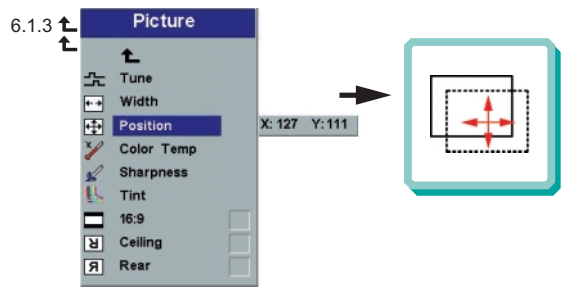 6.1.3
Picture
Tune
Width
Position X: 127 Y: 111
Color Temp
Sharpness
Tint
16:9
Ceiling
Rear